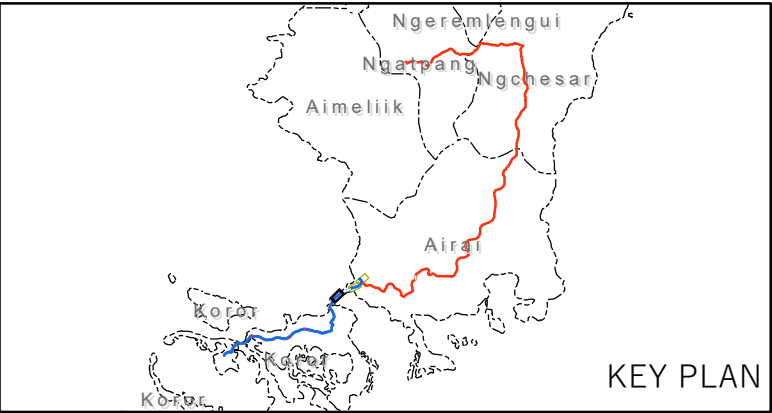 Ngeremlengui
Ngatpang
Ngchesar
Aimeliik
Airai
Koror
Koror
KEY PLAN
Koror